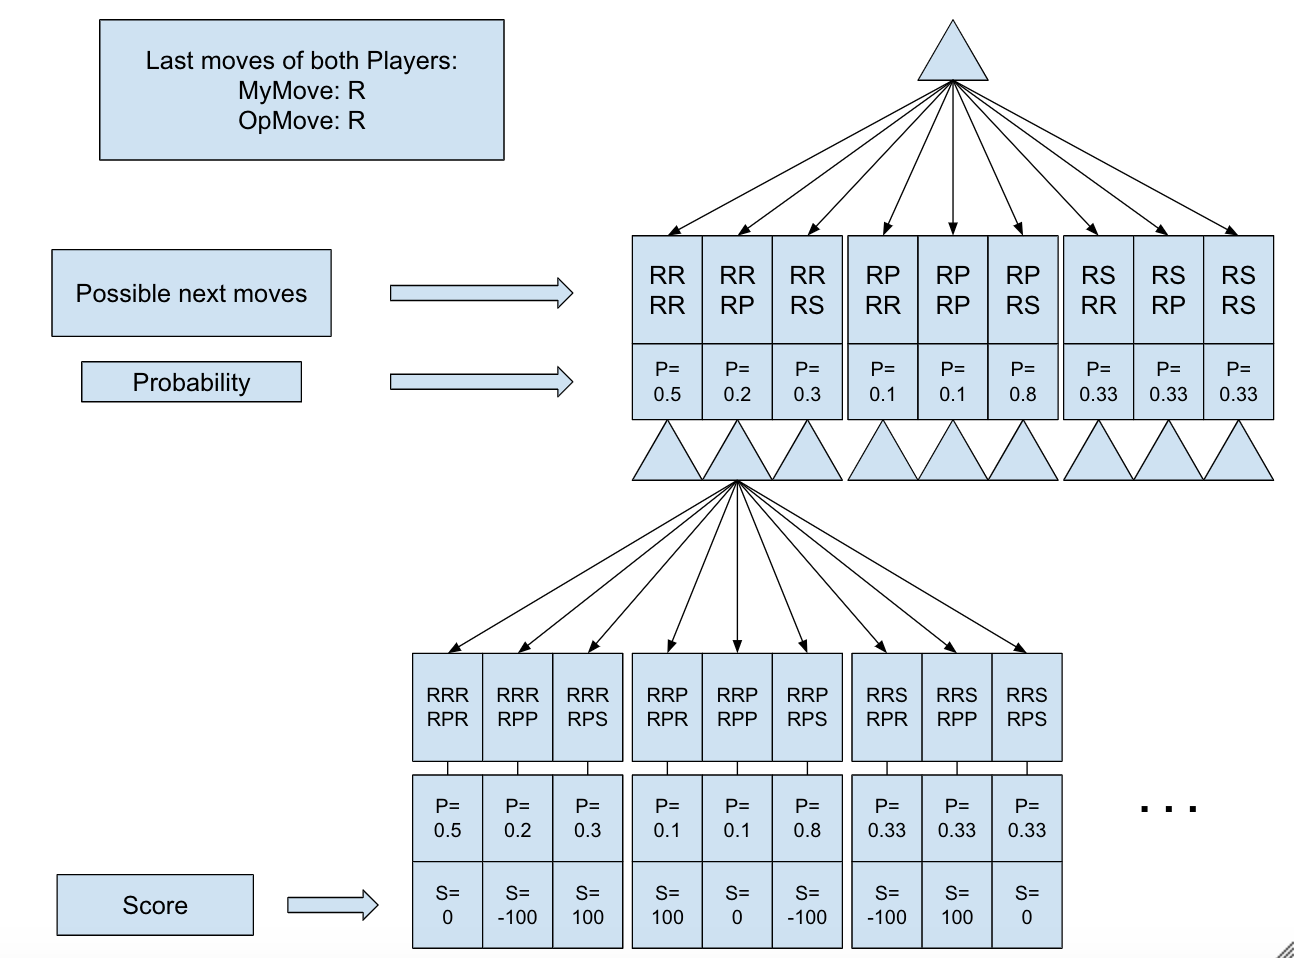 Last moves of both Players:
MyMove: R
OpMove: R
Possible next moves
RR RR RR RP RP RP RS RS RS
RR RP RS RR RP RS RR RP RS
Probability
P= P= P= P= P= P= P= P= P=
0.5 0.2 0.3 0.1 0.1 0.8 0.33 0.33 0.33
RRR RRR RRR RRP RRP RRP RRS RRS RRS
RPR RPP RPS RPR RPP RPS RPR RPP RPS
P= P= P= P= P= P= P= P= P=
0.5 0.2 0.3 0.1 0.1 0.8 0.33 0.33 0.33
. . .
Score
S= S= S= S= S= S= S= S= S=
0 -100 100 100 0 -100 -100 100 0